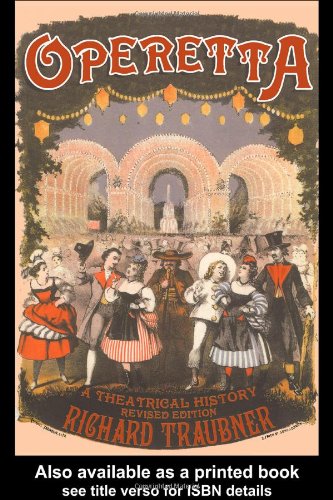 OPERETTA
A THEATRICAL HISTORY
REVISED EDITION
RICHARD TRAUBNER
Also available as a printed book
see title verso for ISBN details